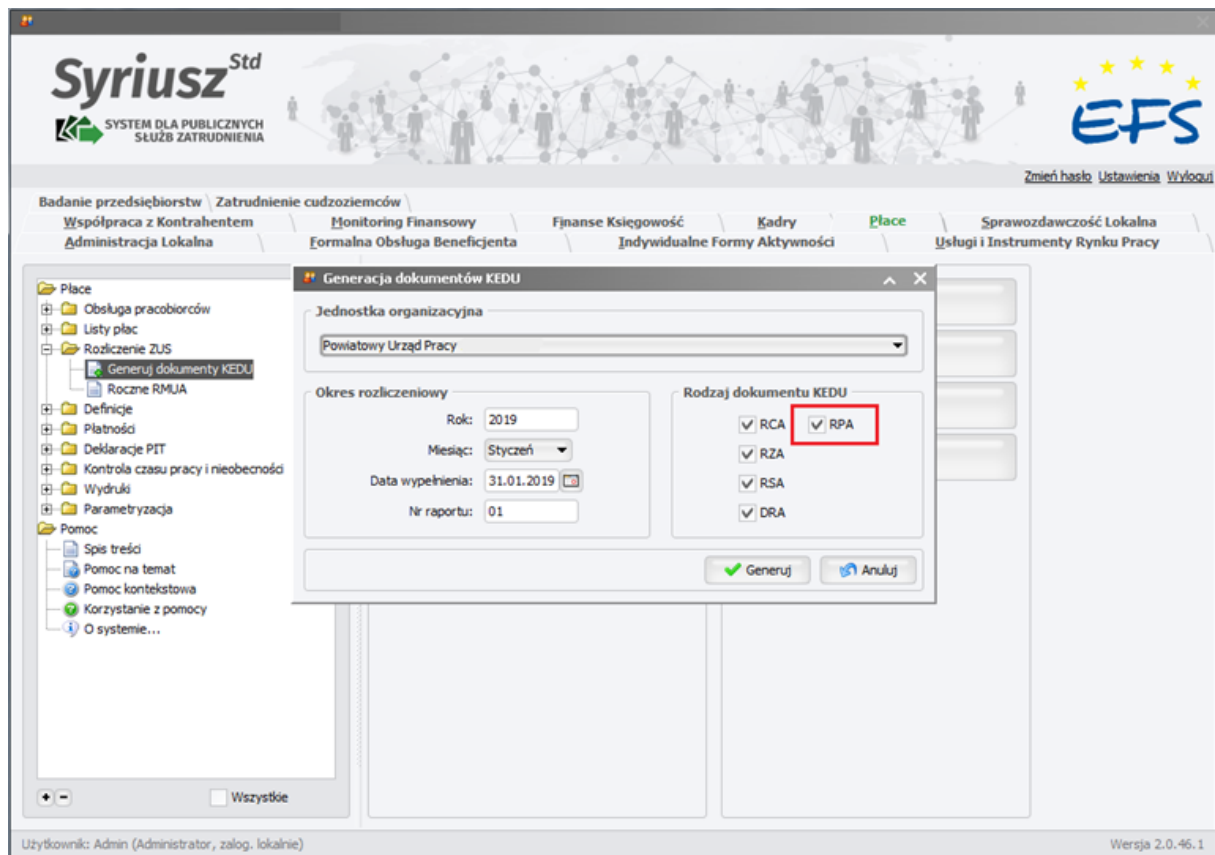 Syriusz Std
SYSTEM DLA PUBLICZNYCH
SŁUŻB ZATRUDNIENIA
EFS
Zmień hasło Ustawienia Wyloguj
Badanie przedsiębiorstw Zatrudnienie cudzoziemców
Współpraca z Kontrahentem Monitoring Finansowy Finanse Księgowość Kadry Płace Sprawozdawczość Lokalna
Administracja Lokalna Formalna Obsługa Beneficjenta Indywidualne Formy Aktywności Usługi i Instrumenty Rynku Pracy
Płace
Obsługa pracobiorców
Listy płac
Rozliczenie ZUS
Generuj dokumenty KEDU
Roczne RMUA
Definicje
Płatności
Deklaracje PIT
Kontrola czasu pracy i nieobecności
Wydruki
Parametryzacja
Pomoc
Spis treści
Pomoc na temat
Pomoc kontekstowa
Korzystanie z pomocy
O systemie...
Wszystkie
Generacja dokumentów KEDU
Jednostka organizacyjna
Powiatowy Urząd Pracy
Okres rozliczeniowy
Rok: 2019
Miesiąc: Styczeń
Data wypełnienia: 31.01.2019
Nr raportu: 01
Rodzaj dokumentu KEDU
RCA RPA
RZA
RSA
DRA
Generuj Anuluj
Użytkownik: Admin (Administrator, zalog. lokalnie) Wersja 2.0.46.1